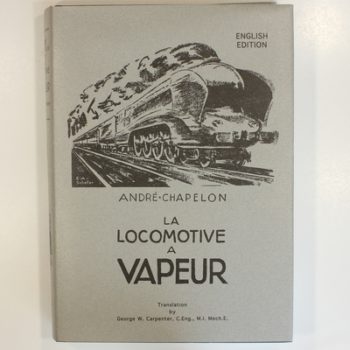 ENGLISH
EDITION
ANDRÉ·CHAPELON
LA
LOCOMOTIVE
A
VAPEUR
Translation
by
George W. Carpenter, C.Eng., M.I. Mech.E.